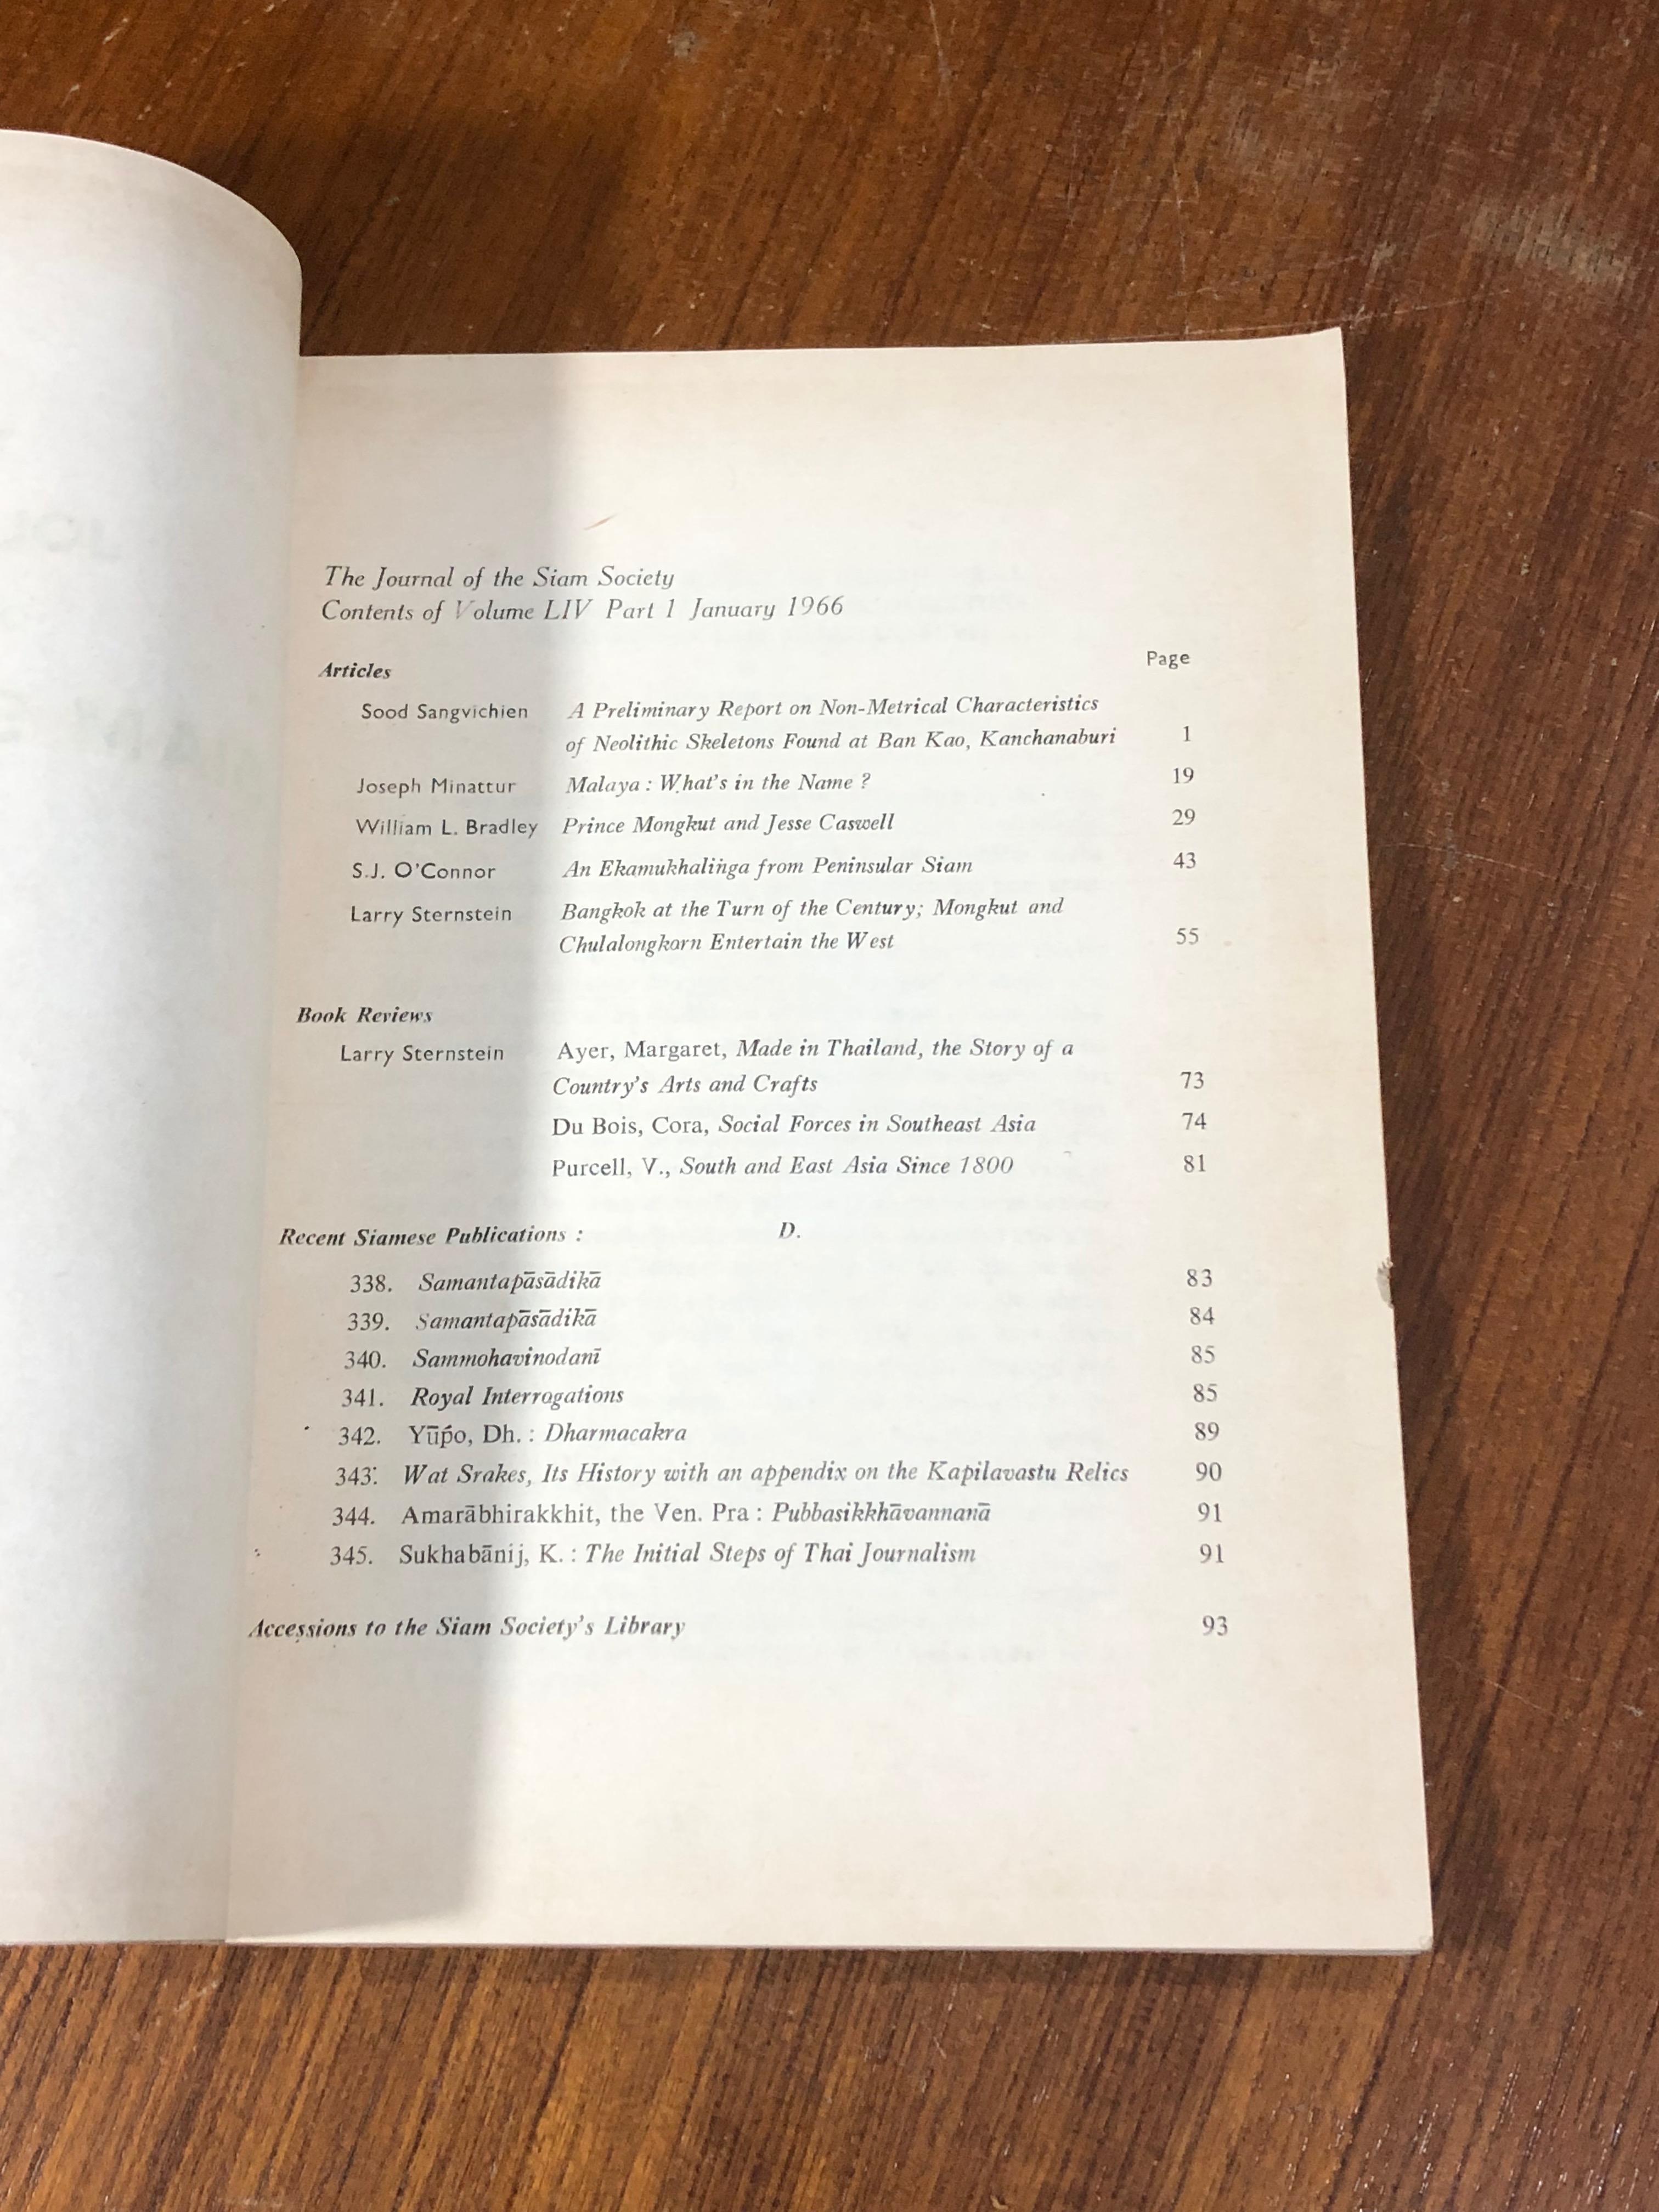 The Journal of the Siam Society
Contents of Volume LIV Part 1 January 1966
Page
Articles
Sood Sangvichien A Preliminary Report on Non-Metrical Characteristics
of Neolithic Skeletons Found at Ban Kao, Kanchanaburi 1
Joseph Minattur Malaya : What's in the Name ? 19
William L. Bradley Prince Mongkut and Jesse Caswell 29
S.J. O'Connor An Ekamukhaliṅga from Peninsular Siam 43
Larry Sternstein Bangkok at the Turn of the Century; Mongkut and
Chulalongkorn Entertain the West 55
Book Reviews
Larry Sternstein Ayer, Margaret, Made in Thailand, the Story of a
Country's Arts and Crafts 73
Du Bois, Cora, Social Forces in Southeast Asia 74
Purcell, V., South and East Asia Since 1800 81
Recent Siamese Publications : D.
338. Samantapāsādikā 83
339. Samantapāsādikā 84
340. Sammohavinodanī 85
341. Royal Interrogations 85
342. Yūṕo, Dh. : Dharmacakra 89
343. Wat Srakes, Its History with an appendix on the Kapilavastu Relics 90
344. Amarābhirakkhit, the Ven. Pra : Pubbasikkhāvannanā 91
345. Sukhabānij, K. : The Initial Steps of Thai Journalism 91
Accessions to the Siam Society's Library 93